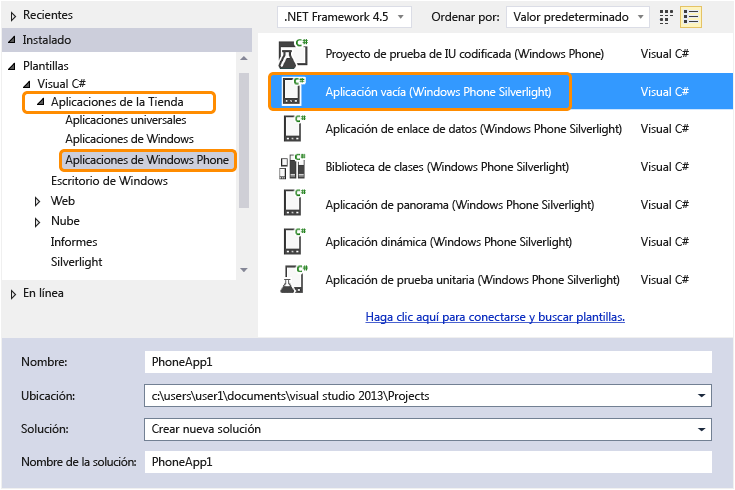 Recientes
.NET Framework 4.5
Ordenar por:
Valor predeterminado
Instalado
Plantillas
Visual C#
Aplicaciones de la Tienda
Aplicaciones universales
Aplicaciones de Windows
Aplicaciones de Windows Phone
Escritorio de Windows
Web
Nube
Informes
Silverlight
En línea
C# Proyecto de prueba de IU codificada (Windows Phone) Visual C#
C# Aplicación vacía (Windows Phone Silverlight) Visual C#
C# Aplicación de enlace de datos (Windows Phone Silverlight) Visual C#
C# Biblioteca de clases (Windows Phone Silverlight) Visual C#
C# Aplicación de panorama (Windows Phone Silverlight) Visual C#
C# Aplicación dinámica (Windows Phone Silverlight) Visual C#
C# Aplicación de prueba unitaria (Windows Phone Silverlight) Visual C#
Haga clic aquí para conectarse y buscar plantillas.
Nombre: PhoneApp1
Ubicación: c:\users\user1\documents\visual studio 2013\Projects
Solución: Crear nueva solución
Nombre de la solución: PhoneApp1